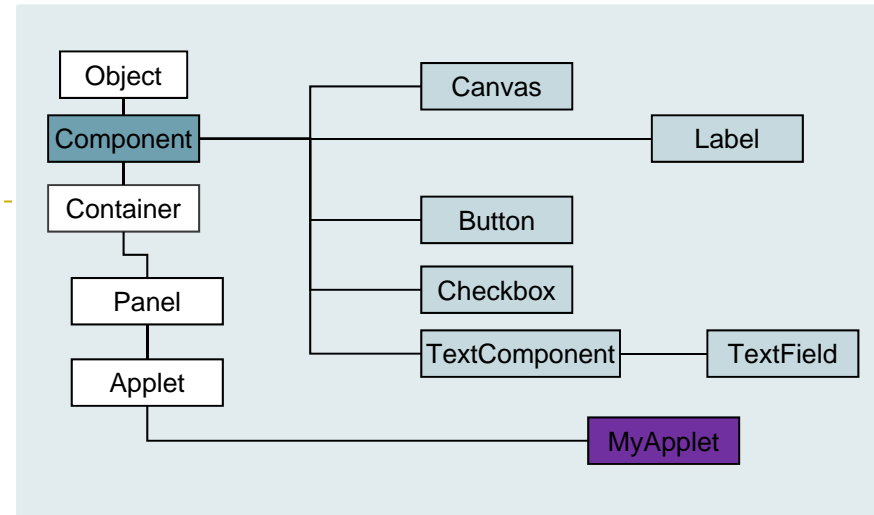 Object
Canvas
Component
Label
Container
Button
Panel
Checkbox
TextComponent
TextField
Applet
MyApplet